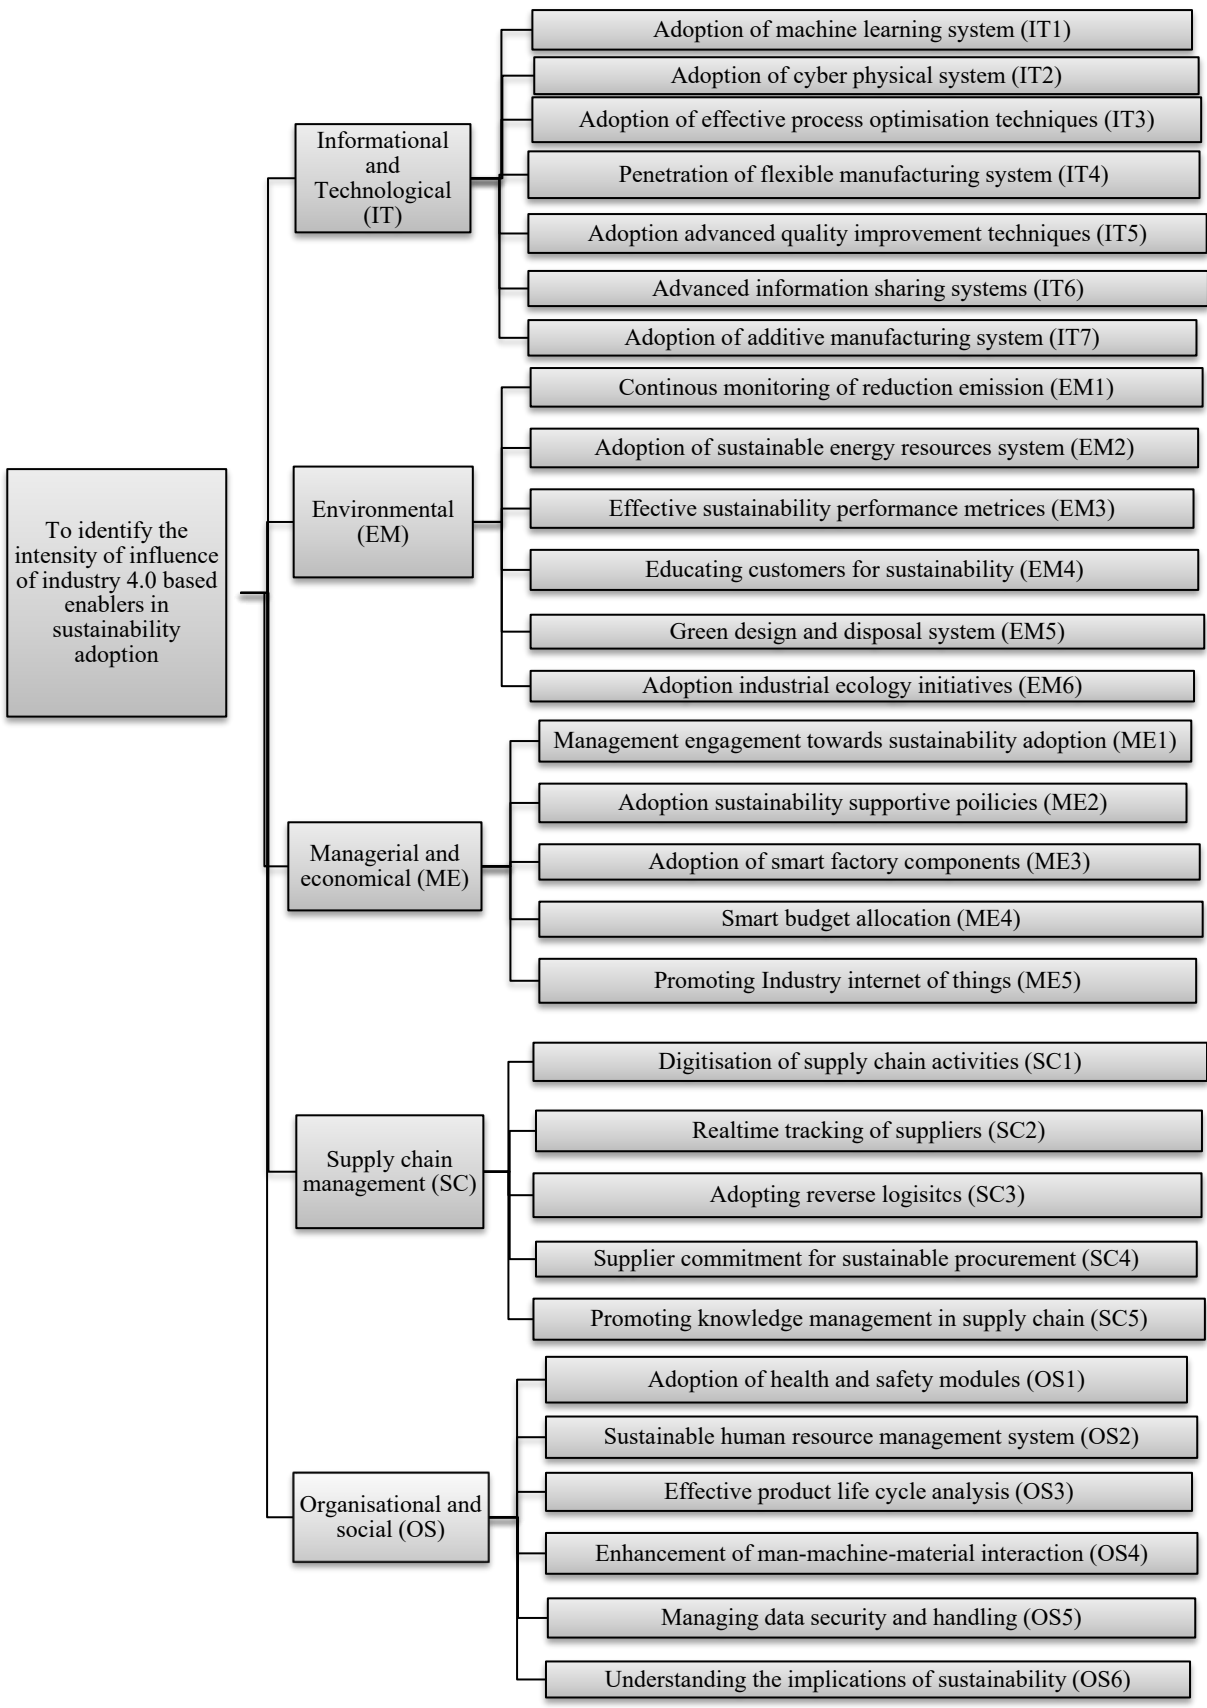 To identify the
intensity of influence
of industry 4.0 based
enablers in
sustainability
adoption
Informational
and
Technological
(IT)
Adoption of machine learning system (IT1)
Adoption of cyber physical system (IT2)
Adoption of effective process optimisation techniques (IT3)
Penetration of flexible manufacturing system (IT4)
Adoption advanced quality improvement techniques (IT5)
Advanced information sharing systems (IT6)
Adoption of additive manufacturing system (IT7)
Environmental
(EM)
Continous monitoring of reduction emission (EM1)
Adoption of sustainable energy resources system (EM2)
Effective sustainability performance metrices (EM3)
Educating customers for sustainability (EM4)
Green design and disposal system (EM5)
Adoption industrial ecology initiatives (EM6)
Managerial and
economical (ME)
Management engagement towards sustainability adoption (ME1)
Adoption sustainability supportive poilicies (ME2)
Adoption of smart factory components (ME3)
Smart budget allocation (ME4)
Promoting Industry internet of things (ME5)
Supply chain
management (SC)
Digitisation of supply chain activities (SC1)
Realtime tracking of suppliers (SC2)
Adopting reverse logisitcs (SC3)
Supplier commitment for sustainable procurement (SC4)
Promoting knowledge management in supply chain (SC5)
Organisational and
social (OS)
Adoption of health and safety modules (OS1)
Sustainable human resource management system (OS2)
Effective product life cycle analysis (OS3)
Enhancement of man-machine-material interaction (OS4)
Managing data security and handling (OS5)
Understanding the implications of sustainability (OS6)